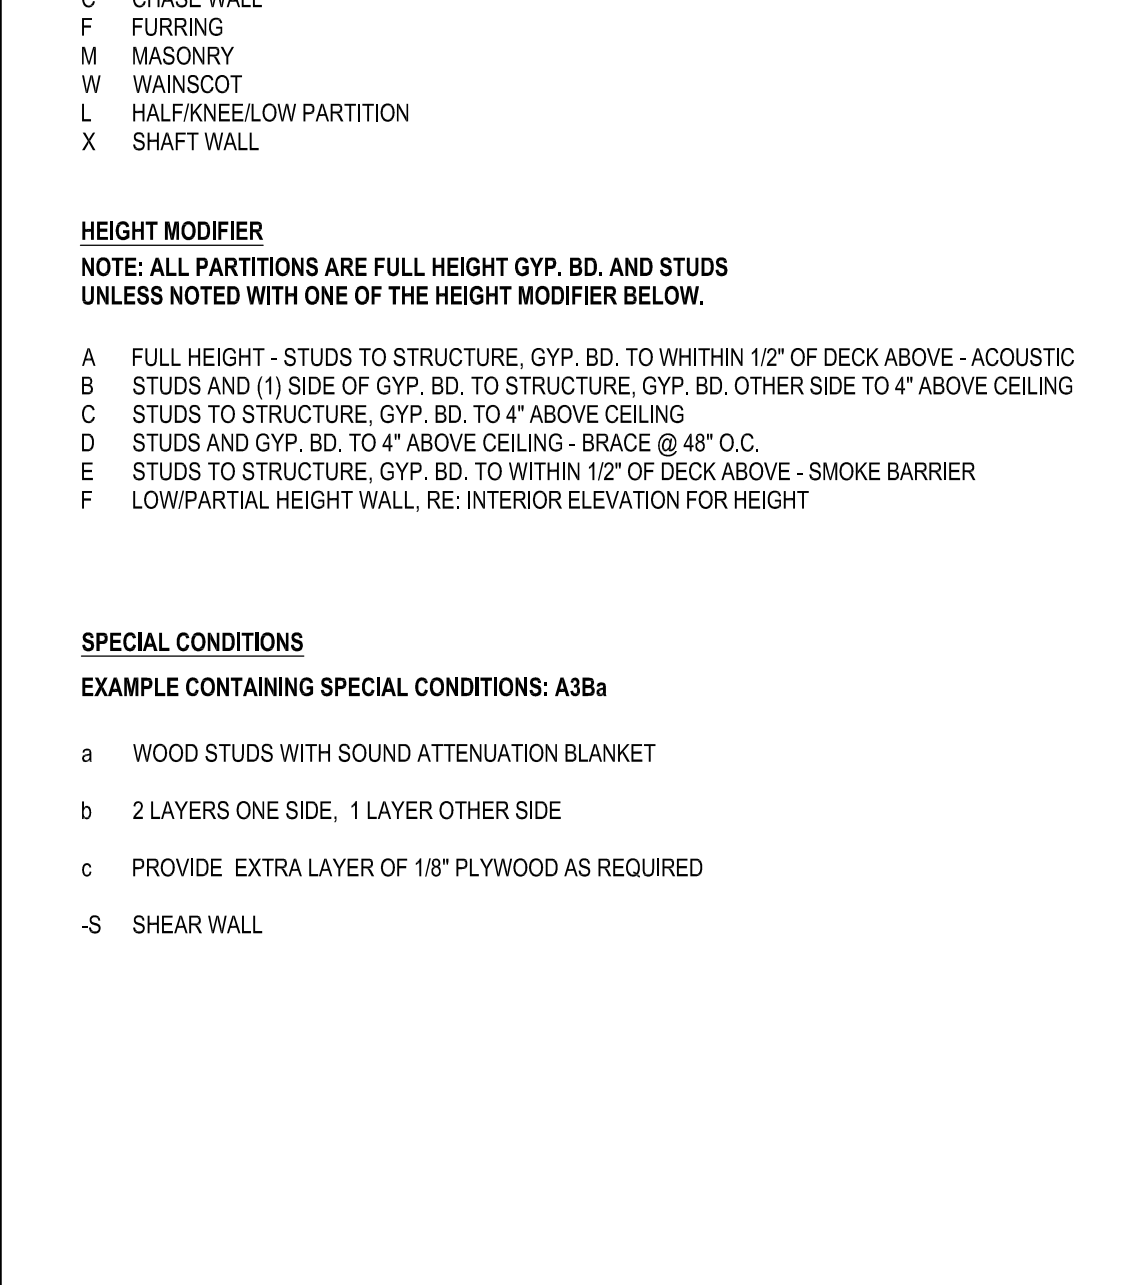 C CHASE WALL
F FURRING
M MASONRY
W WAINSCOT
L HALF/KNEE/LOW PARTITION
X SHAFT WALL
HEIGHT MODIFIER
NOTE: ALL PARTITIONS ARE FULL HEIGHT GYP. BD. AND STUDS
UNLESS NOTED WITH ONE OF THE HEIGHT MODIFIER BELOW.
A FULL HEIGHT - STUDS TO STRUCTURE, GYP. BD. TO WHITHIN 1/2" OF DECK ABOVE - ACOUSTIC
B STUDS AND (1) SIDE OF GYP. BD. TO STRUCTURE, GYP. BD. OTHER SIDE TO 4" ABOVE CEILING
C STUDS TO STRUCTURE, GYP. BD. TO 4" ABOVE CEILING
D STUDS AND GYP. BD. TO 4" ABOVE CEILING - BRACE @ 48" O.C.
E STUDS TO STRUCTURE, GYP. BD. TO WITHIN 1/2" OF DECK ABOVE - SMOKE BARRIER
F LOW/PARTIAL HEIGHT WALL, RE: INTERIOR ELEVATION FOR HEIGHT
SPECIAL CONDITIONS
EXAMPLE CONTAINING SPECIAL CONDITIONS: A3Ba
a WOOD STUDS WITH SOUND ATTENUATION BLANKET
b 2 LAYERS ONE SIDE, 1 LAYER OTHER SIDE
c PROVIDE EXTRA LAYER OF 1/8" PLYWOOD AS REQUIRED
-S SHEAR WALL